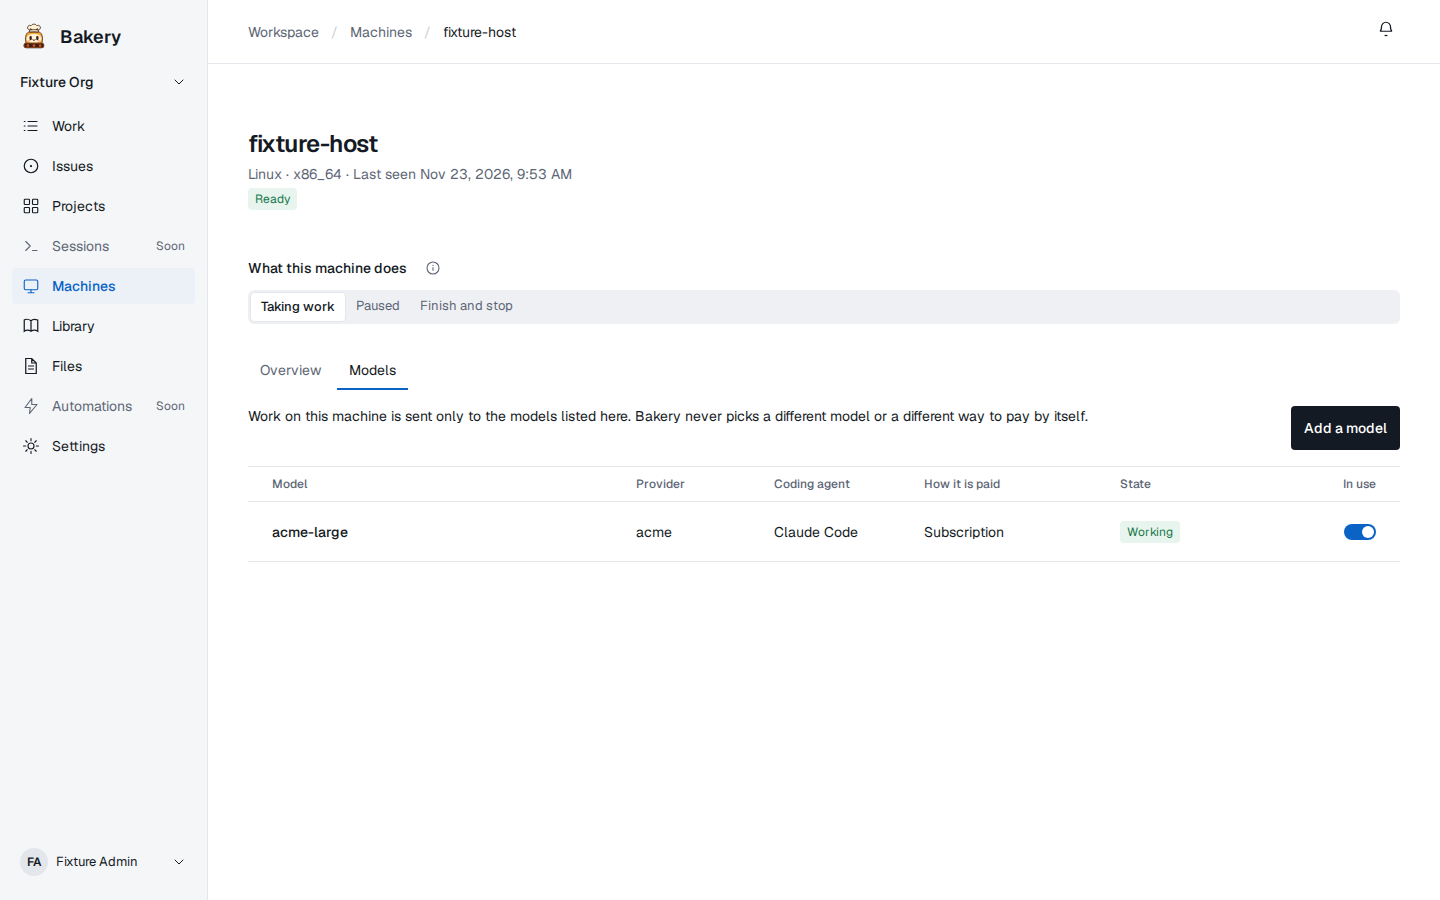 Bakery
Fixture Org
Work
Issues
Projects
Sessions Soon
Machines
Library
Files
Automations Soon
Settings
FA Fixture Admin
Workspace / Machines / fixture-host
fixture-host
Linux · x86_64 · Last seen Nov 23, 2026, 9:53 AM
Ready
What this machine does
Taking work Paused Finish and stop
Overview Models
Work on this machine is sent only to the models listed here. Bakery never picks a different model or a different way to pay by itself.
Add a model
Model Provider Coding agent How it is paid State In use
acme-large acme Claude Code Subscription Working